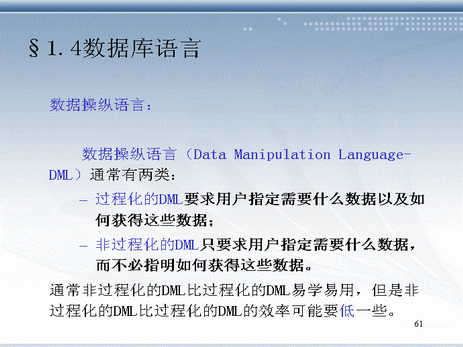 §1.4数据库语言
数据操纵语言：
数据操纵语言（Data Manipulation Language-
DML）通常有两类：
– 过程化的DML要求用户指定需要什么数据以及如
何获得这些数据；
– 非过程化的DML只要求用户指定需要什么数据，
而不必指明如何获得这些数据。
通常非过程化的DML比过程化的DML易学易用，但是非
过程化的DML比过程化的DML的效率可能要低一些。
61